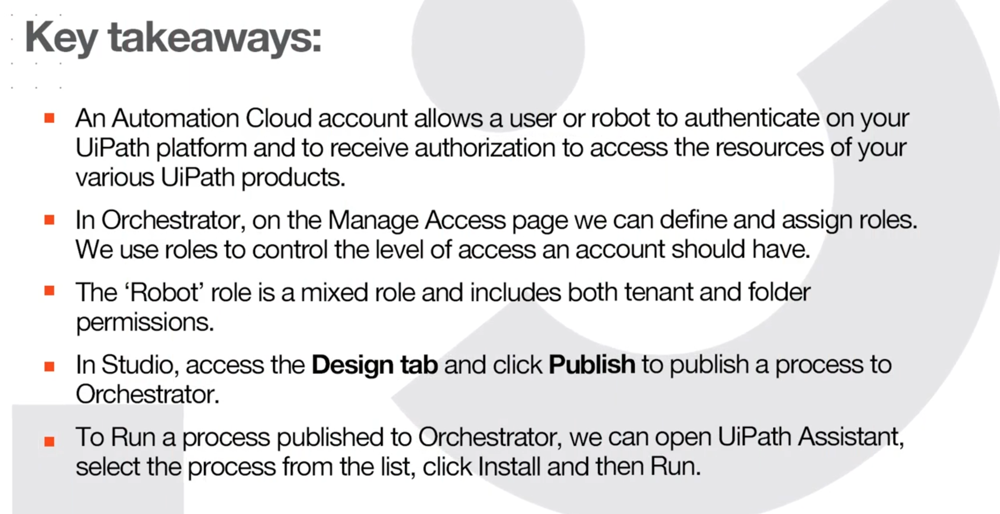 Key takeaways:
An Automation Cloud account allows a user or robot to authenticate on your
UiPath platform and to receive authorization to access the resources of your
various UiPath products.
In Orchestrator, on the Manage Access page we can define and assign roles.
We use roles to control the level of access an account should have.
The ‘Robot’ role is a mixed role and includes both tenant and folder
permissions.
In Studio, access the Design tab and click Publish to publish a process to
Orchestrator.
To Run a process published to Orchestrator, we can open UiPath Assistant,
select the process from the list, click Install and then Run.